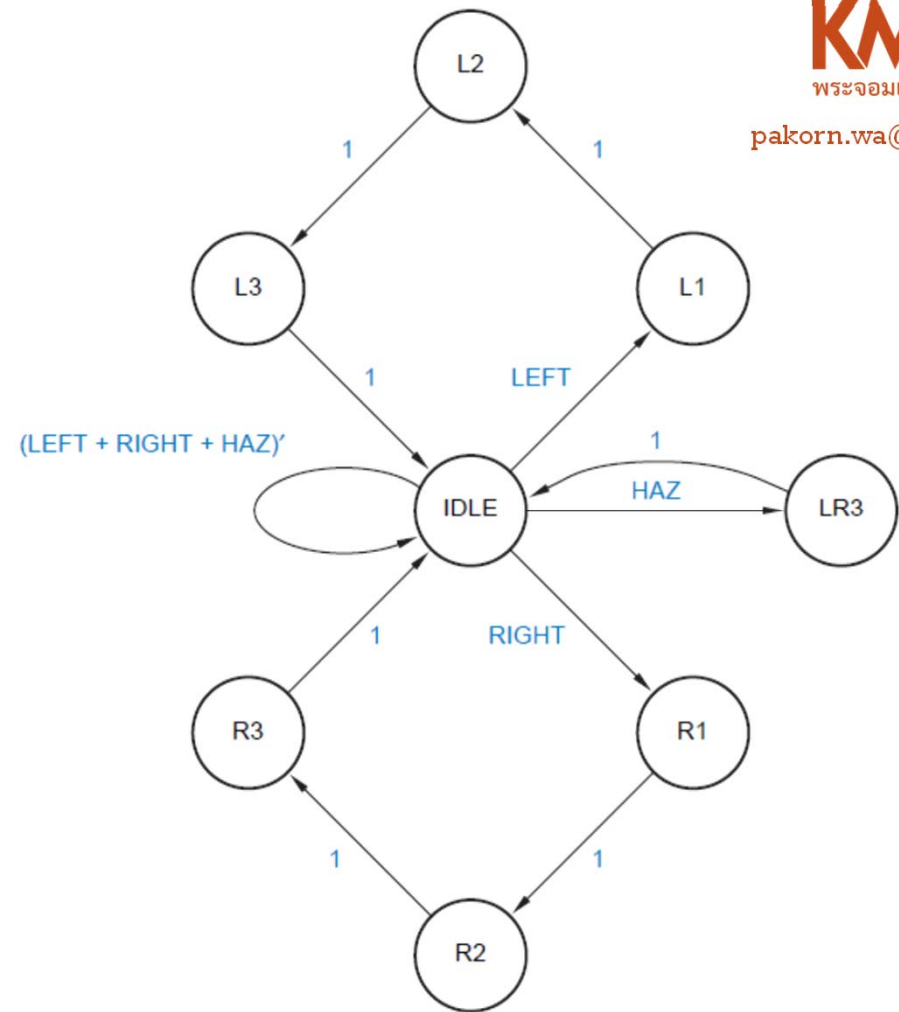 L2
1
1
L3
L1
1
LEFT
(LEFT + RIGHT + HAZ)′
1
IDLE
HAZ
LR3
1
RIGHT
R3
R1
1
1
R2
KM
พระจอมเ
pakorn.wa@